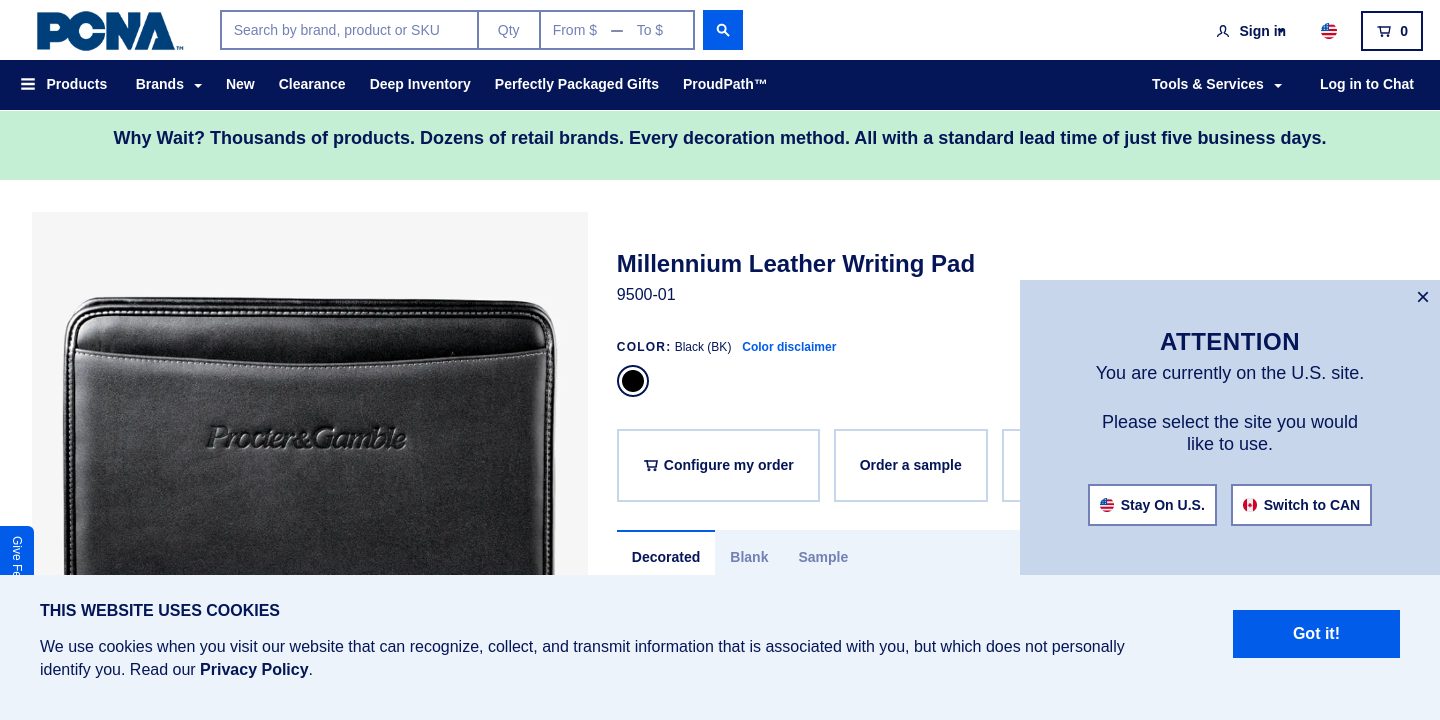 PCNA™
Search by brand, product or SKU
Qty
From $ — To $
Sign in
0
Products
Brands
New
Clearance
Deep Inventory
Perfectly Packaged Gifts
ProudPath™
Tools & Services
Log in to Chat
Why Wait? Thousands of products. Dozens of retail brands. Every decoration method. All with a standard lead time of just five business days.
Procter&Gamble
Millennium Leather Writing Pad
9500-01
COLOR: Black (BK) Color disclaimer
Configure my order
Order a sample
Decorated
Blank
Sample
×
ATTENTION
You are currently on the U.S. site.
Please select the site you would
like to use.
Stay On U.S.
Switch to CAN
Give
THIS WEBSITE USES COOKIES
We use cookies when you visit our website that can recognize, collect, and transmit information that is associated with you, but which does not personally
identify you. Read our Privacy Policy.
Got it!